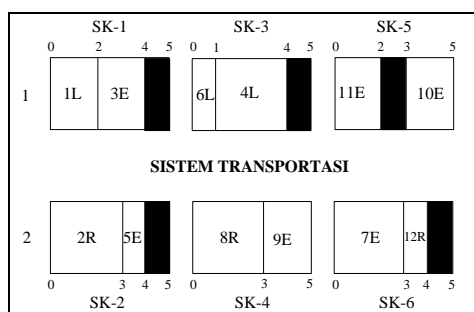 SK-1 SK-3 SK-5
0 2 4 5 0 1 4 5 0 2 3 5
1 1L 3E 6L 4L 11E 10E
SISTEM TRANSPORTASI
2 2R 5E 8R 9E 7E 12R
0 3 4 5 0 3 5 0 3 4 5
SK-2 SK-4 SK-6